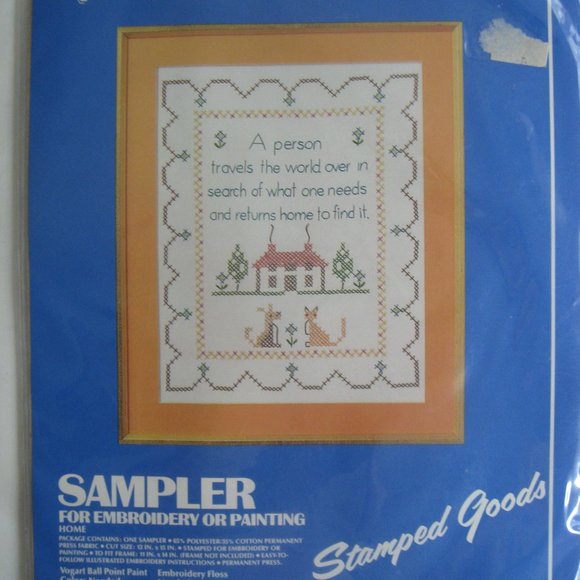 A person
travels the world over in
search of what one needs
and returns home to find it.
SAMPLER
FOR EMBROIDERY OR PAINTING
HOME
PACKAGE CONTAINS: ONE SAMPLER • 65% POLYESTER/35% COTTON PERMANENT
PRESS FABRIC • CUT SIZE: 12 IN. x 15 IN. • STAMPED FOR EMBROIDERY OR
PAINTING • TO FIT FRAME: 11 IN. x 14 IN. (FRAME NOT INCLUDED) • EASY-TO-
FOLLOW ILLUSTRATED EMBROIDERY INSTRUCTIONS • PERMANENT PRESS.
Vogart Ball Point Paint Embroidery Floss
Colors Needed
Stamped Goods